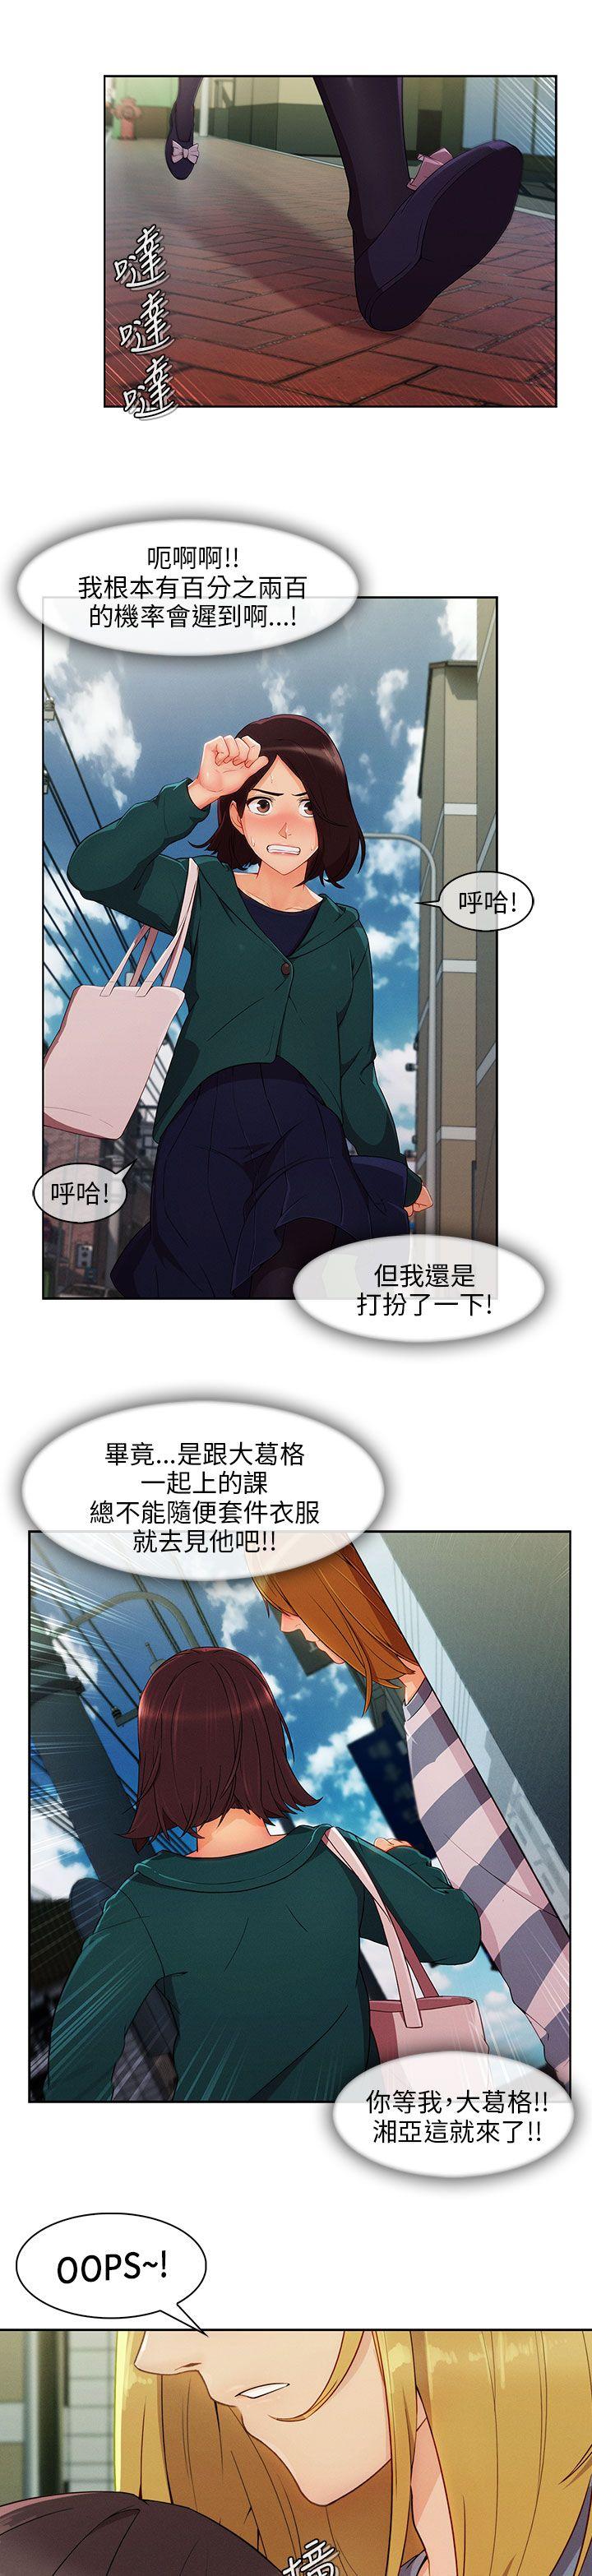 噠
噠
噠
呃啊啊!!
我根本有百分之兩百
的機率會遲到啊...!
呼哈!
呼哈!
但我還是
打扮了一下!
畢竟...是跟大葛格
一起上的課
總不能隨便套件衣服
就去見他吧!!
你等我,大葛格!!
湘亞這就來了!!
OOPS~!
撞